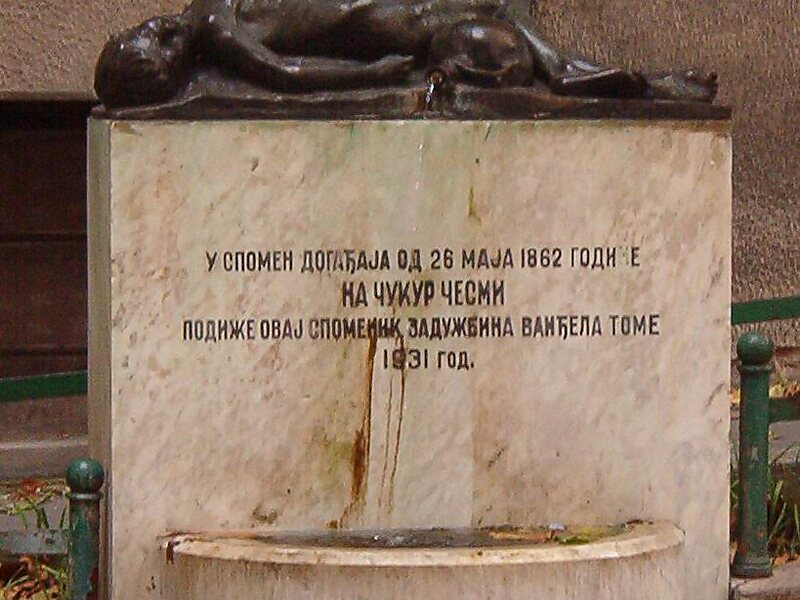 У СПОМЕН ДОГАЂАЈА ОД 26 МАЈА 1862 ГОДИНЕ
НА ЧУКУР ЧЕСМИ
ПОДИЖЕ ОВАЈ СПОМЕНИК ЗАДУЖБИНА ВАНЂЕЛА ТОМЕ
1931 ГОД.